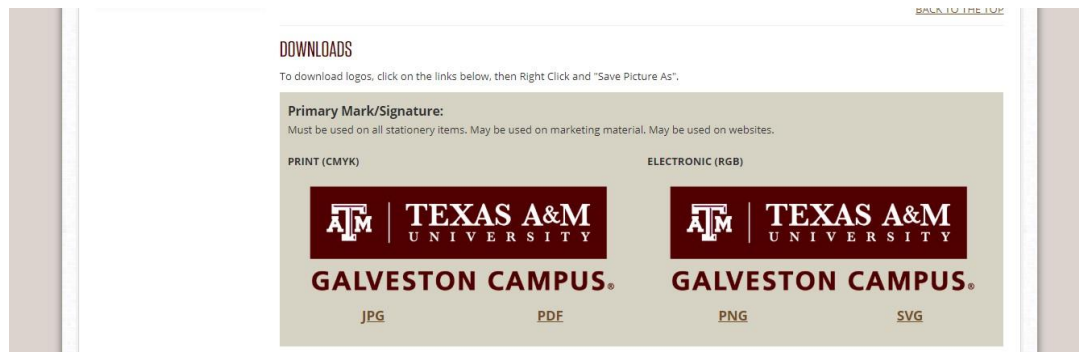 BACK TO THE TOP
DOWNLOADS
To download logos, click on the links below, then Right Click and "Save Picture As".
Primary Mark/Signature:
Must be used on all stationery items. May be used on marketing material. May be used on websites.
PRINT (CMYK) ELECTRONIC (RGB)
ĀM | TEXAS A&M ĀM | TEXAS A&M
UNIVERSITY UNIVERSITY
GALVESTON CAMPUS® GALVESTON CAMPUS®
JPG PDF PNG SVG